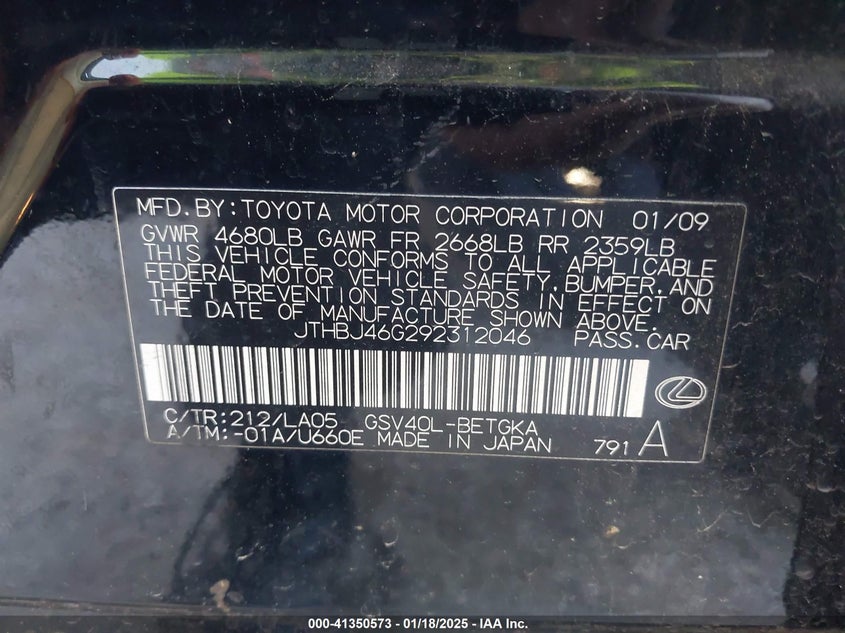 MFD.BY:TOYOTA MOTOR CORPORATION 01/09
GVWR 4680LB GAWR FR 2668LB RR 2359LB
THIS VEHICLE CONFORMS TO ALL APPLICABLE
FEDERAL MOTOR VEHICLE SAFETY,BUMPER,AND
THEFT PREVENTION STANDARDS IN EFFECT ON
THE DATE OF MANUFACTURE SHOWN ABOVE.
JTHBJ46G292312046 PASS.CAR
C/TR:212/LA05 GSV40L-BETGKA
A/TM:-01A/U660E MADE IN JAPAN 791 A
000-41350573 - 01/18/2025 - IAA Inc.